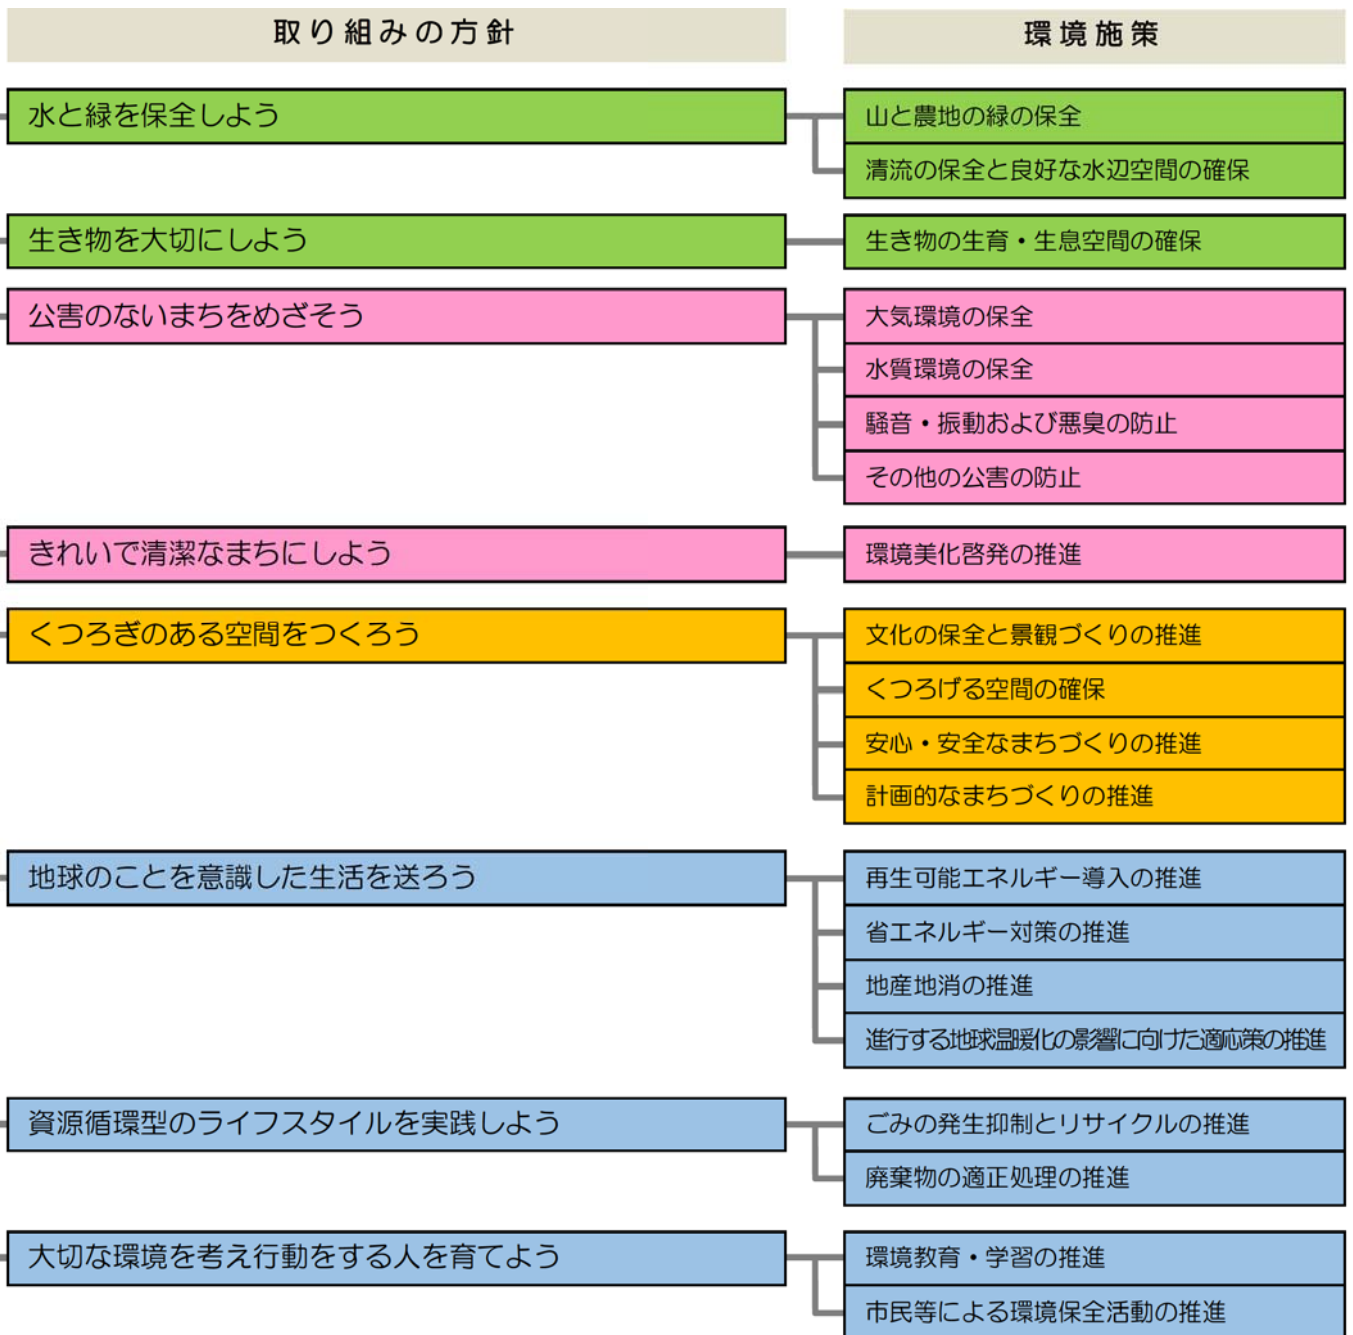 取り組みの方針
環境施策
水と緑を保全しよう
山と農地の緑の保全
清流の保全と良好な水辺空間の確保
生き物を大切にしよう
生き物の生育・生息空間の確保
公害のないまちをめざそう
大気環境の保全
水質環境の保全
騒音・振動および悪臭の防止
その他の公害の防止
きれいで清潔なまちにしよう
環境美化啓発の推進
くつろぎのある空間をつくろう
文化の保全と景観づくりの推進
くつろげる空間の確保
安心・安全なまちづくりの推進
計画的なまちづくりの推進
地球のことを意識した生活を送ろう
再生可能エネルギー導入の推進
省エネルギー対策の推進
地産地消の推進
進行する地球温暖化の影響に向けた適応策の推進
資源循環型のライフスタイルを実践しよう
ごみの発生抑制とリサイクルの推進
廃棄物の適正処理の推進
大切な環境を考え行動をする人を育てよう
環境教育・学習の推進
市民等による環境保全活動の推進